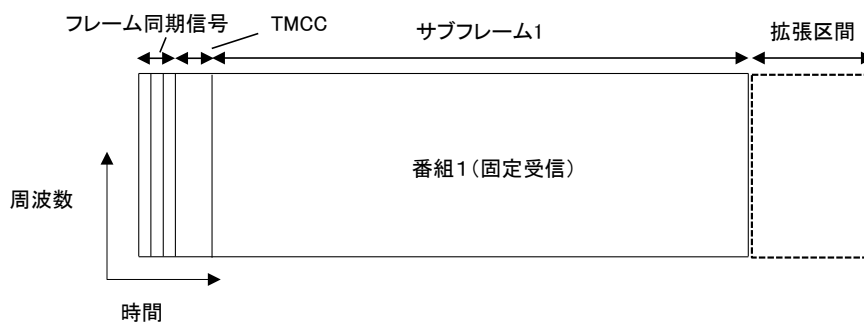 フレーム同期信号
TMCC
サブフレーム1
拡張区間
番組1(固定受信)
周波数
時間